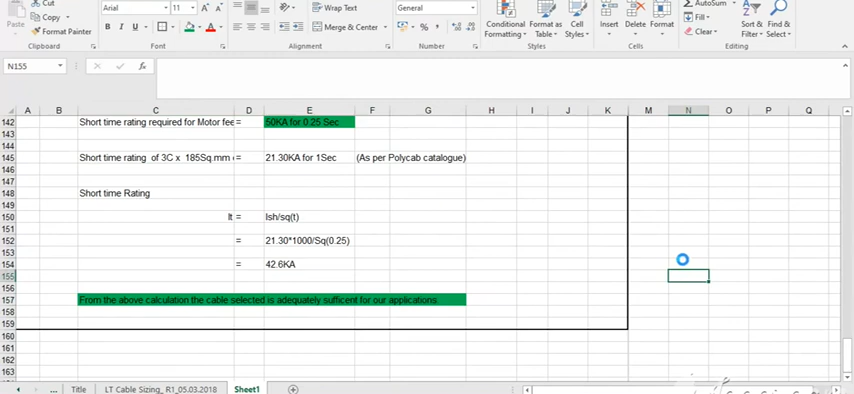 Cut
Copy
Paste
Format Painter
Clipboard
Arial
11
B I U
Font
Wrap Text
Merge & Center
Alignment
General
Number
Conditional Formatting
Format as Table
Cell Styles
Styles
Insert Delete Format
Cells
AutoSum
Fill
Clear
Sort & Filter
Find & Select
Editing
N155
fx
A B C D E F G H I J K M N O P Q
142 Short time rating required for Motor fee = 50KA for 0.25 Sec
143
144
145 Short time rating of 3C x 185Sq.mm = 21.30KA for 1Sec (As per Polycab catalogue)
146
147
148 Short time Rating
149
150 It = Ish/sq(t)
151
152 = 21.30*1000/Sq(0.25)
153
154 = 42.6KA
155
156
157 From the above calculation the cable selected is adequately sufficent for our applications
158
159
160
161
162
163
... Title LT Cable Sizing_ R1_05.03.2018 Sheet1